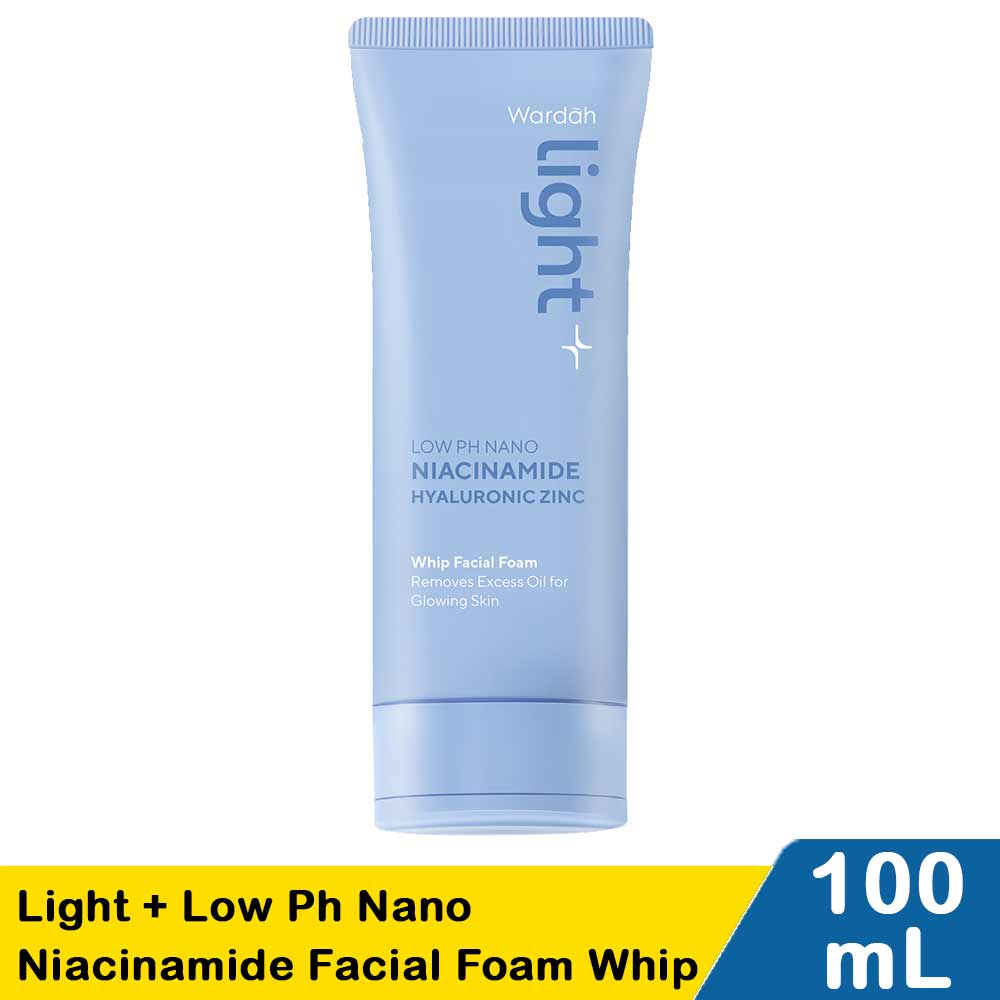 Wardāh
light
LOW PH NANO
NIACINAMIDE
HYALURONIC ZINC
Whip Facial Foam
Removes Excess Oil for
Glowing Skin
Light + Low Ph Nano
Niacinamide Facial Foam Whip
100
mL